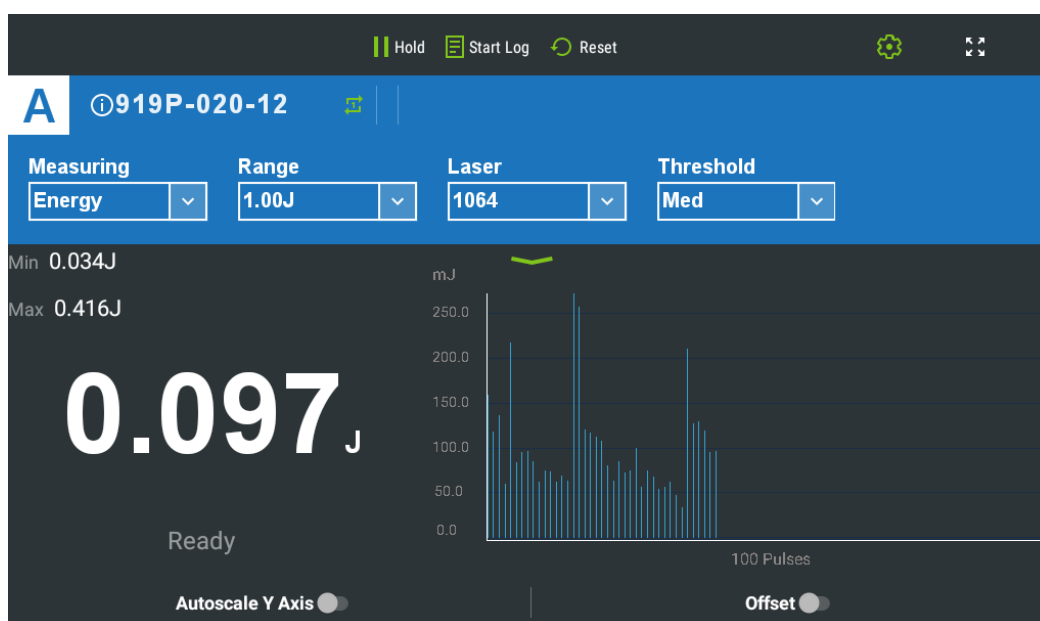 Hold Start Log Reset
A 919P-020-12
Measuring Range Laser Threshold
Energy 1.00J 1064 Med
Min 0.034J
Max 0.416J
0.097J
Ready
mJ
250.0
200.0
150.0
100.0
50.0
0.0
100 Pulses
Autoscale Y Axis Offset